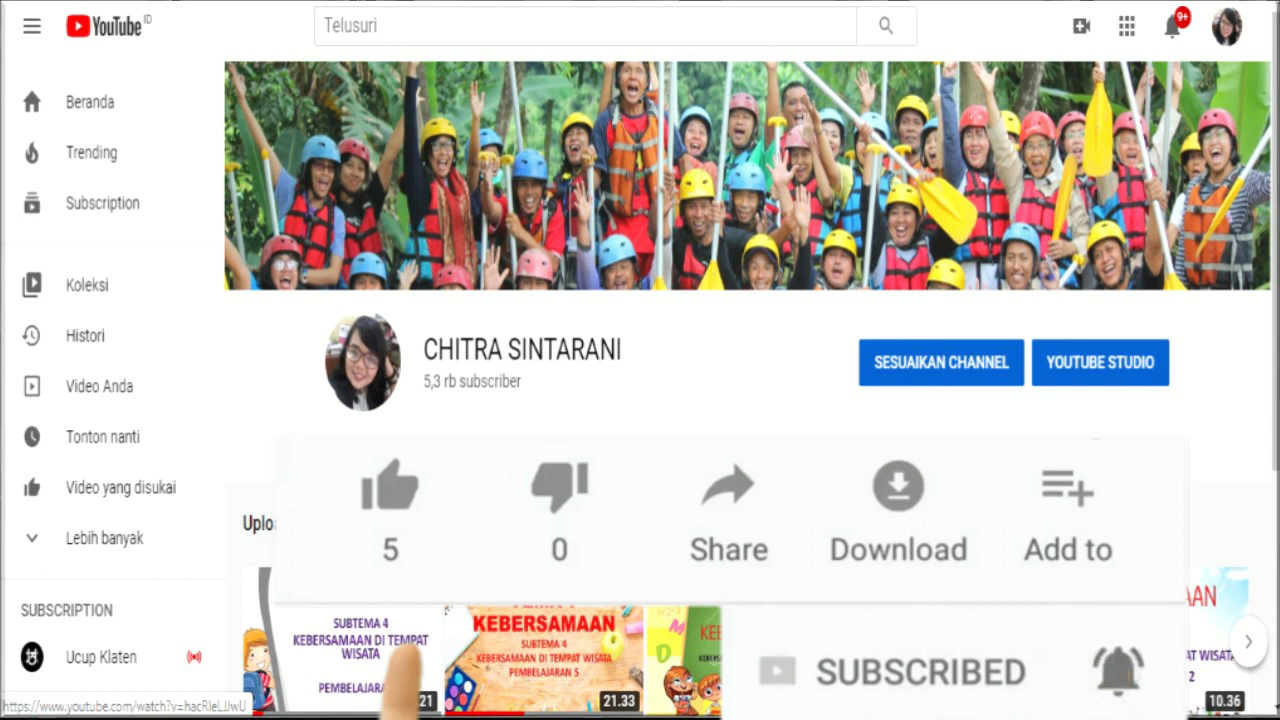 YouTube ID
Telusuri
9+
Beranda
Trending
Subscription
Koleksi
Histori
Video Anda
Tonton nanti
Video yang disukai
Lebih banyak
SUBSCRIPTION
Ucup Klaten
https://www.youtube.com/watch?v=hacRleLJJwU
CHITRA SINTARANI
5,3 rb subscriber
SESUAIKAN CHANNEL
YOUTUBE STUDIO
5
0
Share
Download
Add to
Uplo
SUBTEMA 4
KEBERSAMAAN DI TEMPAT
WISATA
PEMBELAJARA
21
KEBERSAMAAN
SUBTEMA 4
KEBERSAMAAN DI TEMPAT WISATA
PEMBELAJARAN 5
21.33
SUBSCRIBED
AAN
AT WISATA
2
10.36